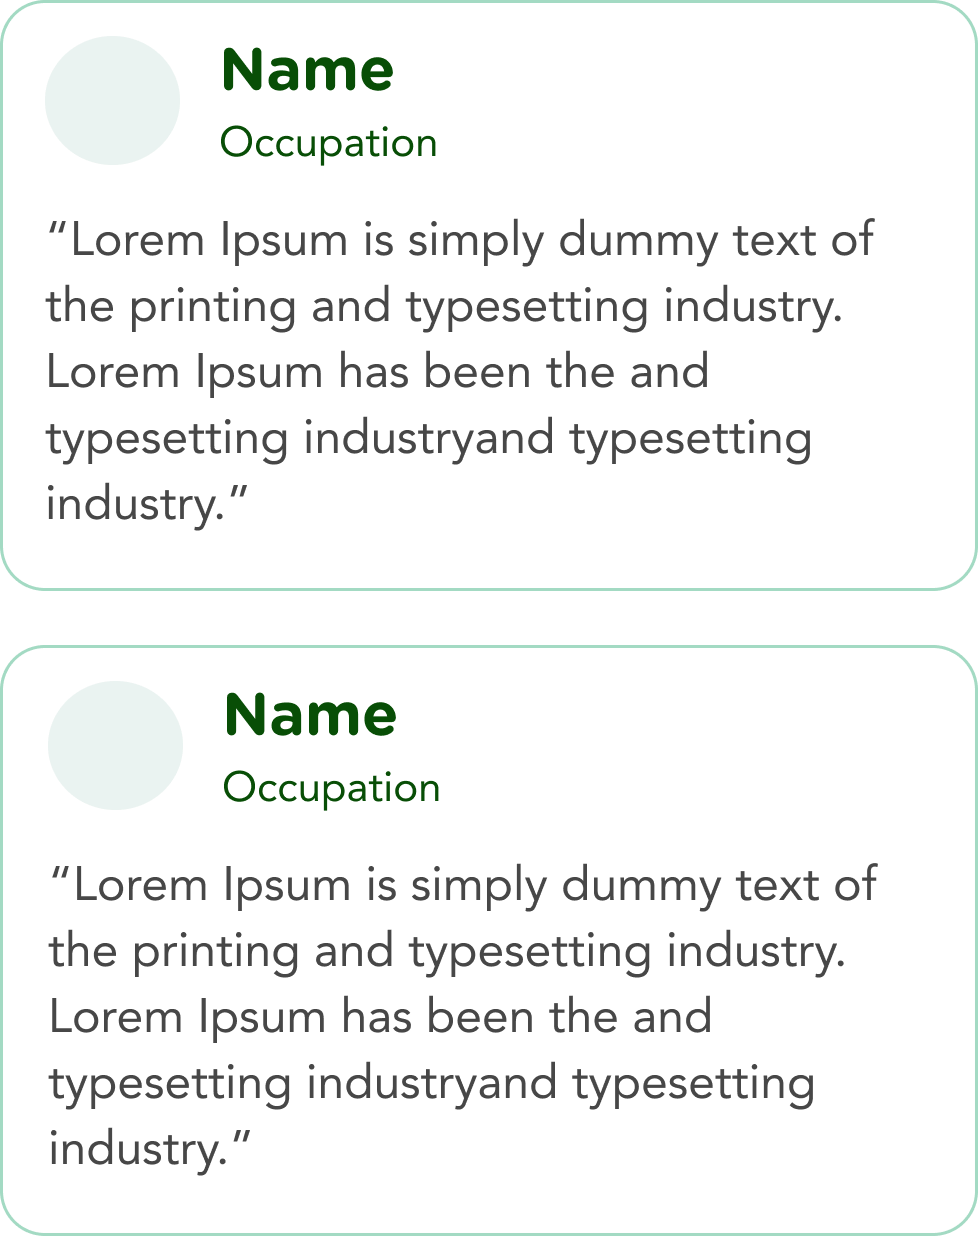 Name
Occupation
“Lorem Ipsum is simply dummy text of
the printing and typesetting industry.
Lorem Ipsum has been the and
typesetting industryand typesetting
industry.”
Name
Occupation
“Lorem Ipsum is simply dummy text of
the printing and typesetting industry.
Lorem Ipsum has been the and
typesetting industryand typesetting
industry.”